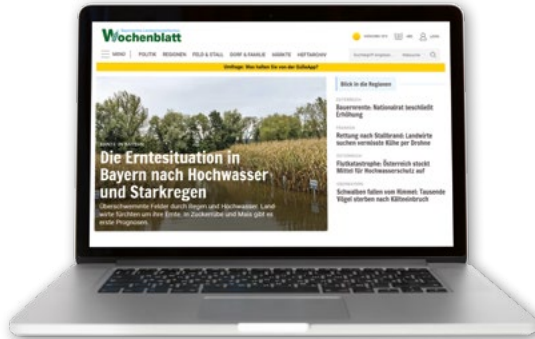 Wochenblatt
MENÜ
POLITIK
REGIONEN
FELD & STALL
DORF & FAMILIE
MÄRKTE
HEFTARCHIV
LOGIN
Umfrage: Was halten Sie von der GülleApp?
Die Erntesituation in
Bayern nach Hochwasser
und Starkregen
Überschwemmte Felder durch Regen und Hochwasser: Land-
wirte fürchten um ihre Ernte. In Zuckerrübe und Mais gibt es
erste Prognosen.
Blick in die Regionen
ÖSTERREICH
Bauernrente: Nationalrat beschließt
Erhöhung
Rettung nach Stallbrand: Landwirte
suchen vermisste Kühe per Drohne
ÖSTERREICH
Flutkatastrophe: Österreich stockt
Mittel für Hochwasserschutz auf
Schwalben fallen vom Himmel: Tausende
Vögel sterben nach Kälteeinbruch